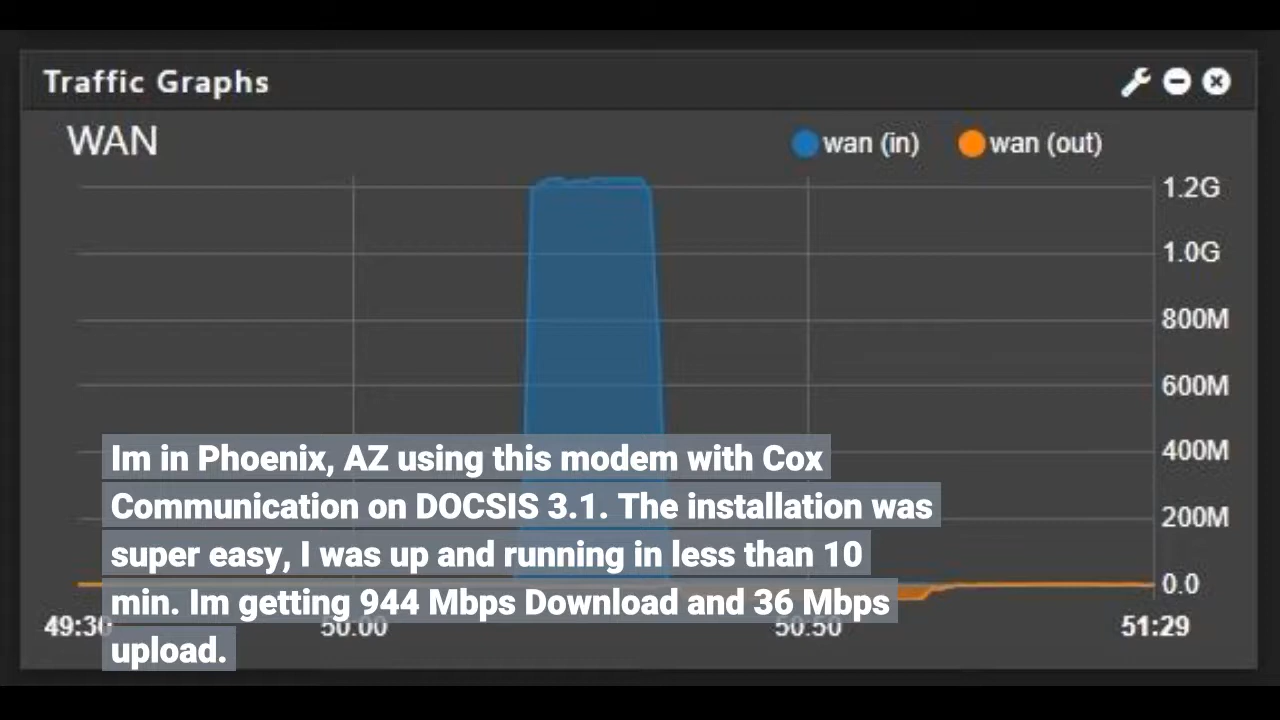 Traffic Graphs
WAN
wan (in) wan (out)
1.2G
1.0G
800M
600M
400M
200M
0.0
Im in Phoenix, AZ using this modem with Cox
Communication on DOCSIS 3.1. The installation was
super easy, I was up and running in less than 10
min. Im getting 944 Mbps Download and 36 Mbps
upload.
49:30 50:00 50:50 51:29